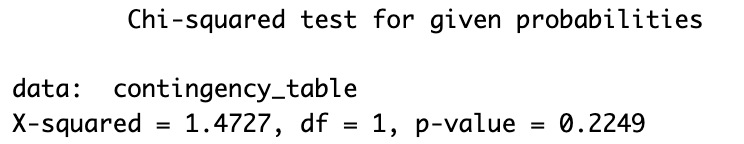 Chi-squared test for given probabilities
data:  contingency_table
X-squared = 1.4727, df = 1, p-value = 0.2249